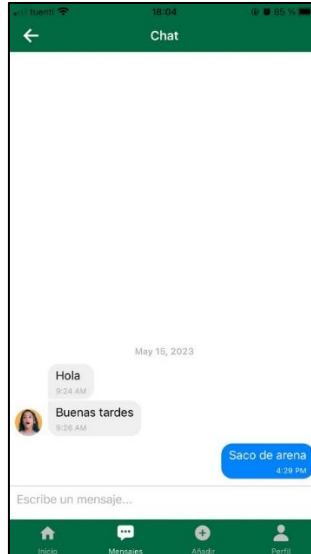 tuenti 18:04 65 %
Chat
May 15, 2023
Hola
9:24 AM
Buenas tardes
9:26 AM
Saco de arena
4:29 PM
Escribe un mensaje...
Inicio Mensajes Añadir Perfil